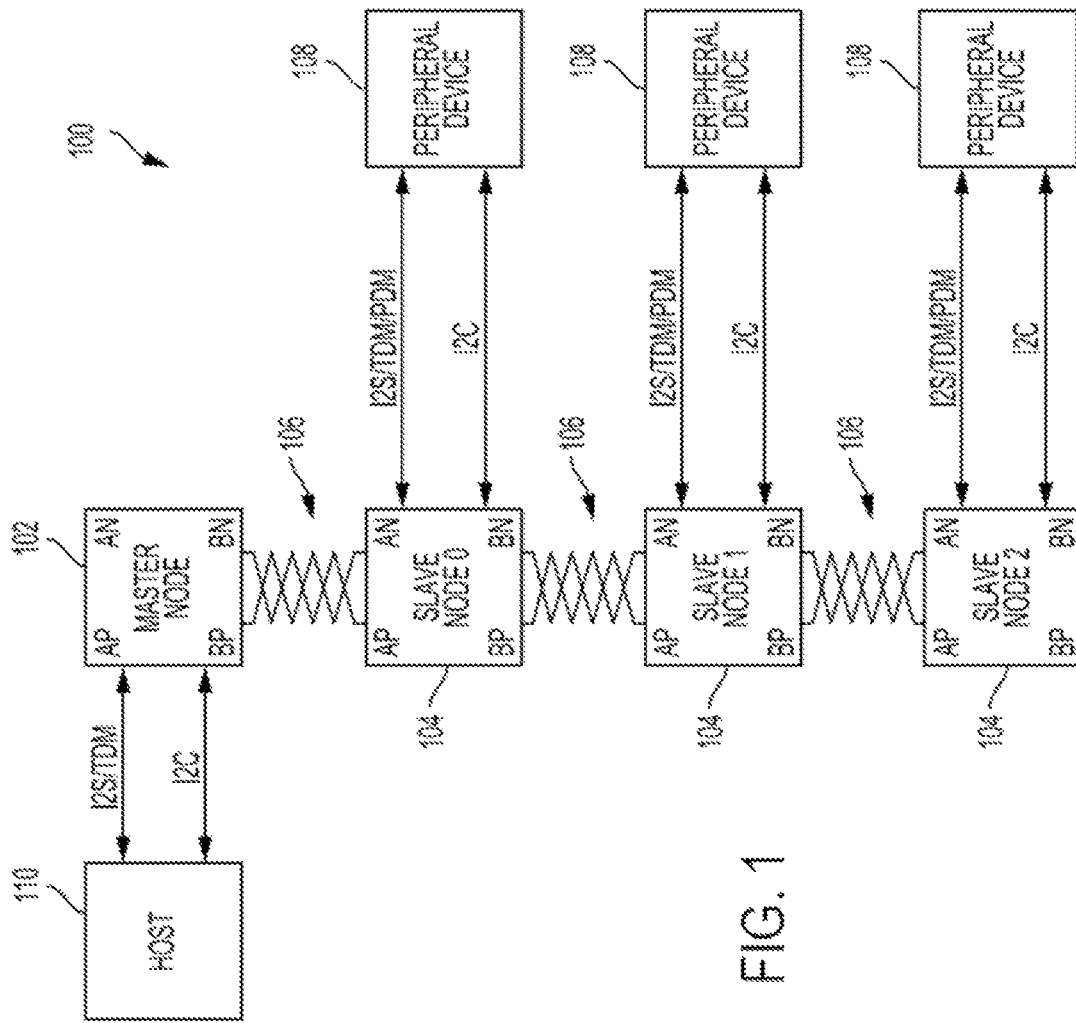 110
HOST
I2S/TDM
I2C
102
AP
AN
MASTER
NODE
BP
BN
100
106
AP
AN
SLAVE
NODE 0
BP
BN
104
I2S/TDM/PDM
I2C
108
PERIPHERAL
DEVICE
106
AP
AN
SLAVE
NODE 1
BP
BN
104
I2S/TDM/PDM
I2C
108
PERIPHERAL
DEVICE
106
AP
AN
SLAVE
NODE 2
BP
BN
104
I2S/TDM/PDM
I2C
108
PERIPHERAL
DEVICE
FIG. 1